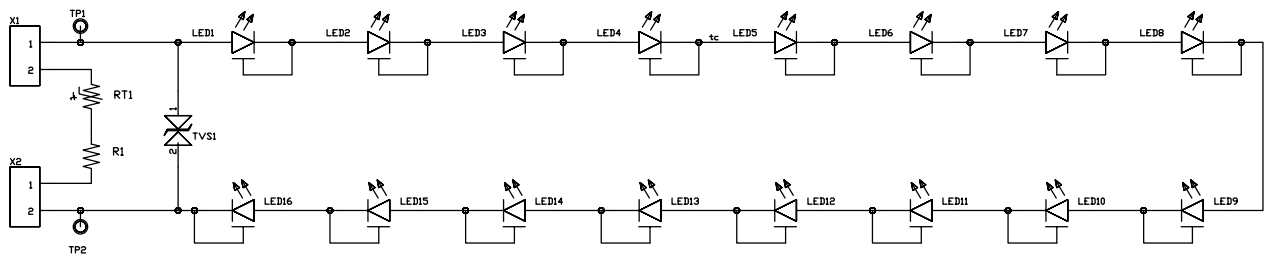 X1
TP1
1
2
RT1
R1
X2
1
2
TP2
1
TVS1
2
LED1
LED2
LED3
LED4
tc
LED5
LED6
LED7
LED8
LED16
LED15
LED14
LED13
LED12
LED11
LED10
LED9